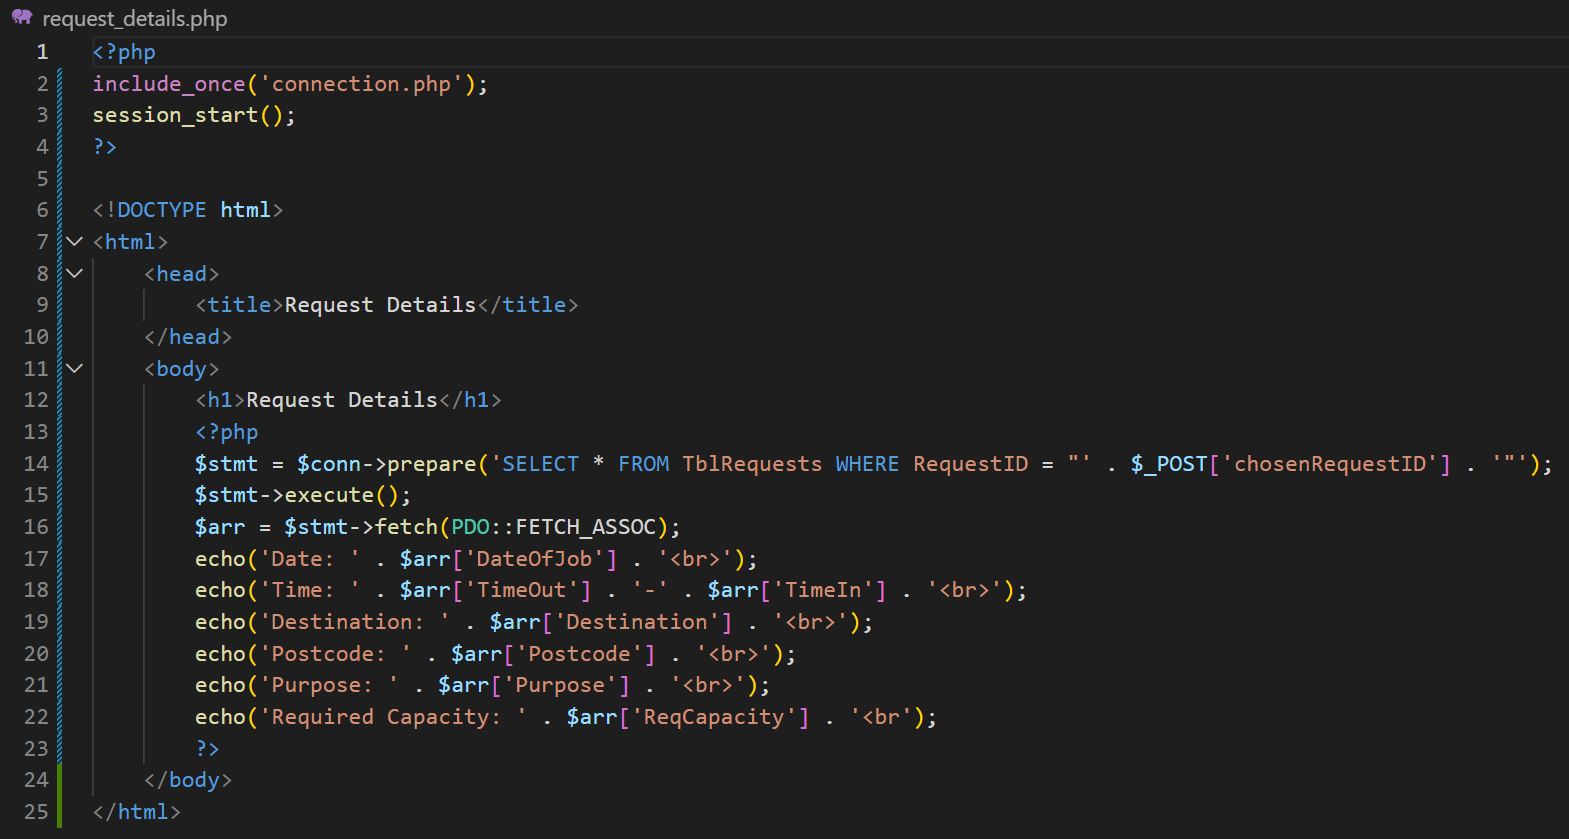 request_details.php
1 <?php
2 include_once('connection.php');
3 session_start();
4 ?>
5
6 <!DOCTYPE html>
7 <html>
8 <head>
9 <title>Request Details</title>
10 </head>
11 <body>
12 <h1>Request Details</h1>
13 <?php
14 $stmt = $conn->prepare('SELECT * FROM TblRequests WHERE RequestID = "' . $_POST['chosenRequestID'] . '"');
15 $stmt->execute();
16 $arr = $stmt->fetch(PDO::FETCH_ASSOC);
17 echo('Date: ' . $arr['DateOfJob'] . '<br>');
18 echo('Time: ' . $arr['TimeOut'] . '-' . $arr['TimeIn'] . '<br>');
19 echo('Destination: ' . $arr['Destination'] . '<br>');
20 echo('Postcode: ' . $arr['Postcode'] . '<br>');
21 echo('Purpose: ' . $arr['Purpose'] . '<br>');
22 echo('Required Capacity: ' . $arr['ReqCapacity'] . '<br');
23 ?>
24 </body>
25 </html>